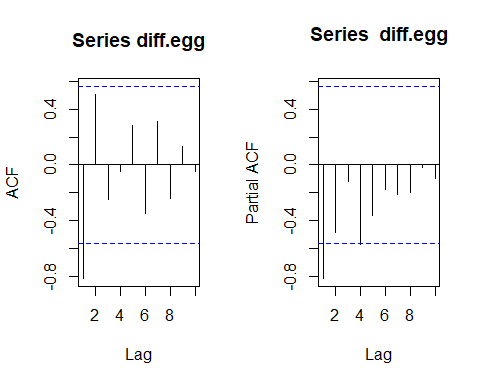 Series diff.egg
ACF
-0.8 -0.4 0.0 0.4
2 4 6 8
Lag
Series diff.egg
Partial ACF
-0.8 -0.4 0.0 0.4
2 4 6 8
Lag